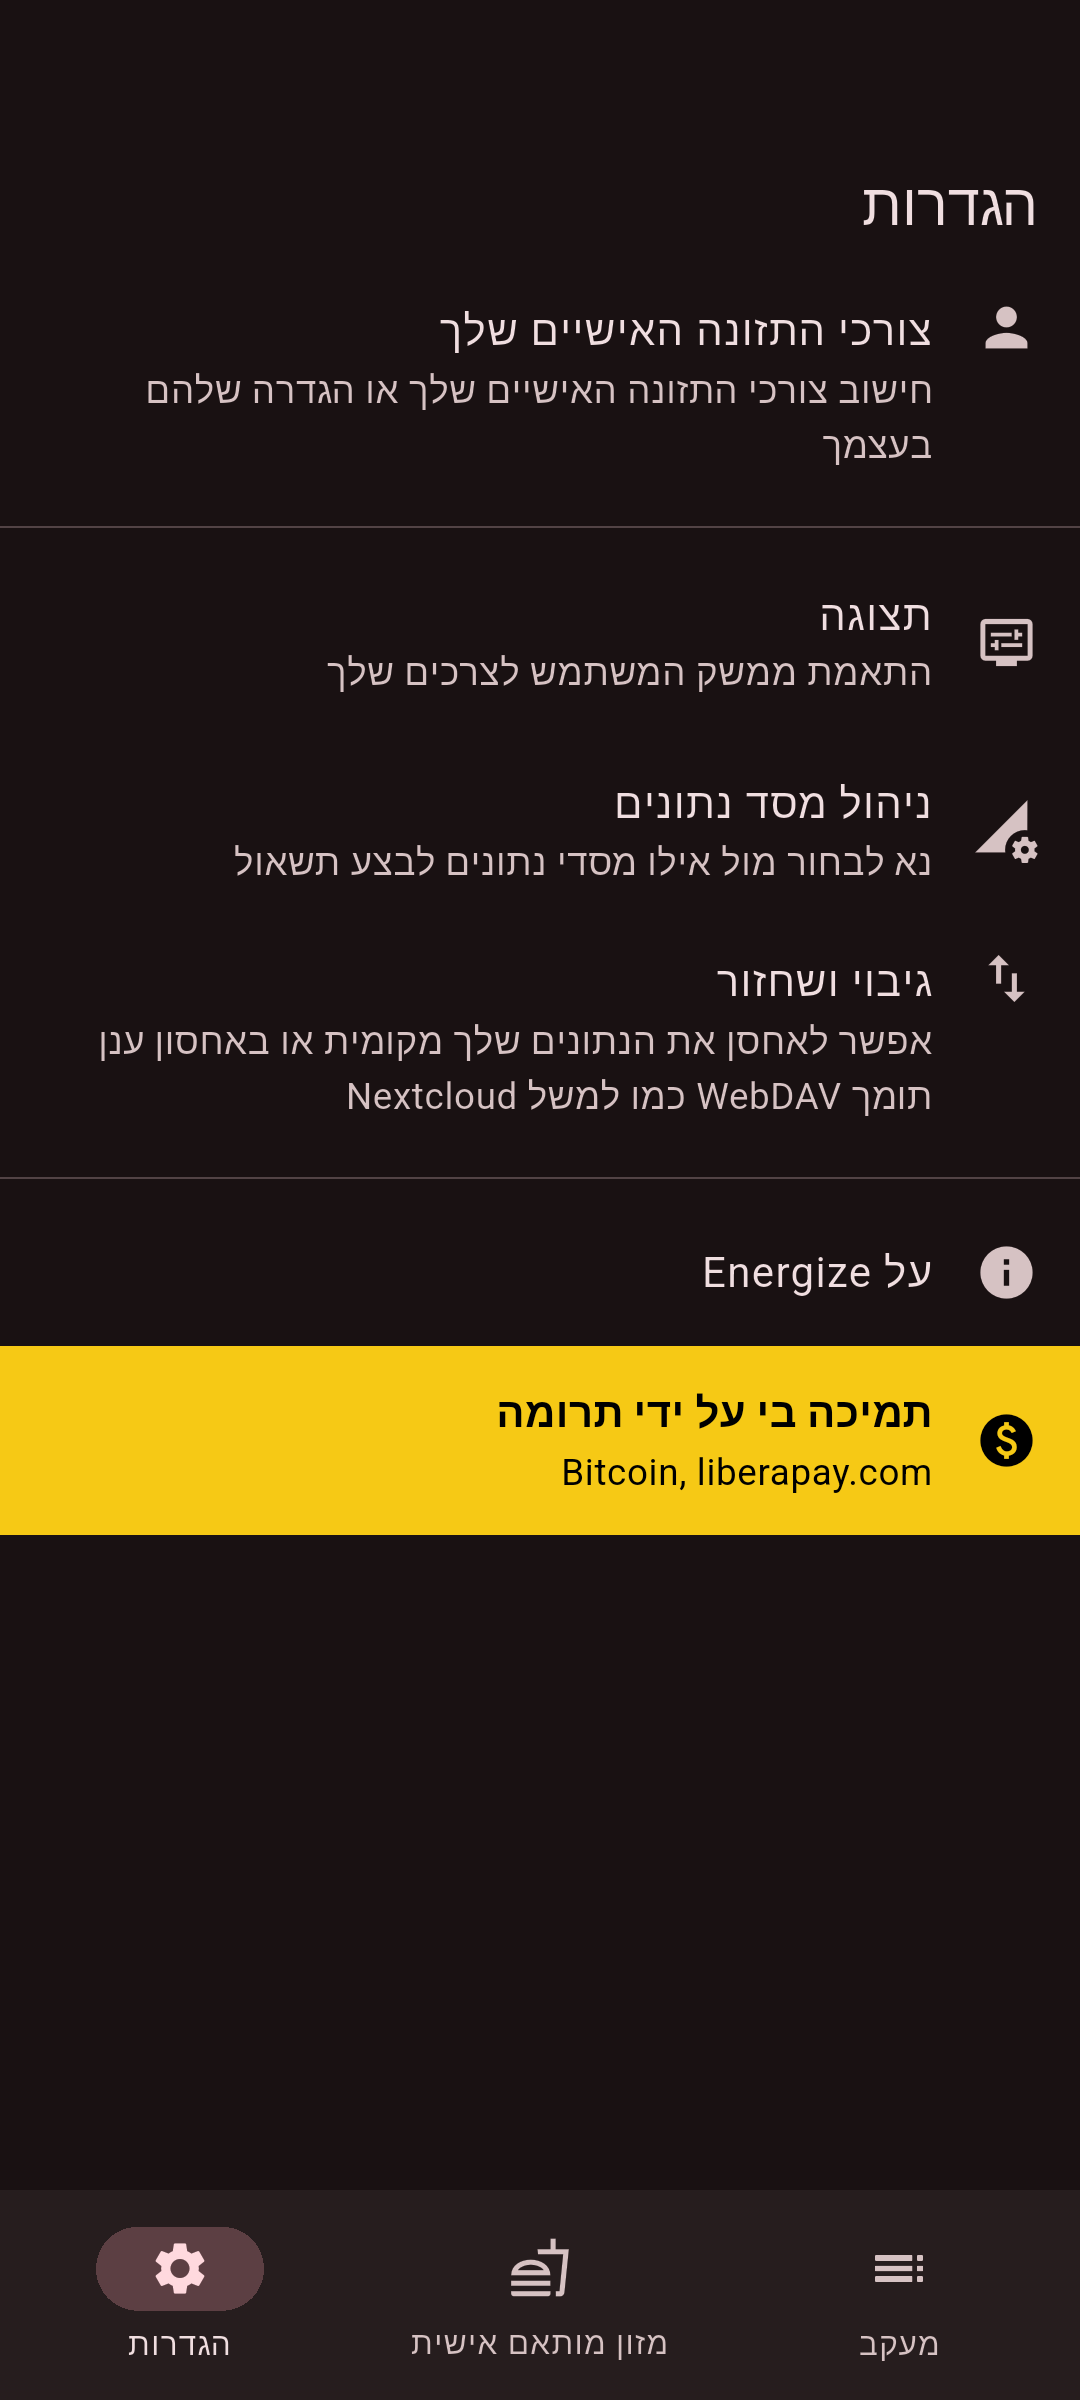 הגדרות
צורכי התזונה האישיים שלך
חישוב צורכי התזונה האישיים שלך או הגדרה שלהם
בעצמך
תצוגה
התאמת ממשק המשתמש לצרכים שלך
ניהול מסד נתונים
נא לבחור מול אילו מסדי נתונים לבצע תשאול
גיבוי ושחזור
אפשר לאחסן את הנתונים שלך מקומית או באחסון ענן
תומך WebDAV כמו למשל Nextcloud
על Energize
תמיכה בי על ידי תרומה
Bitcoin, liberapay.com
מעקב
מזון מותאם אישית
הגדרות